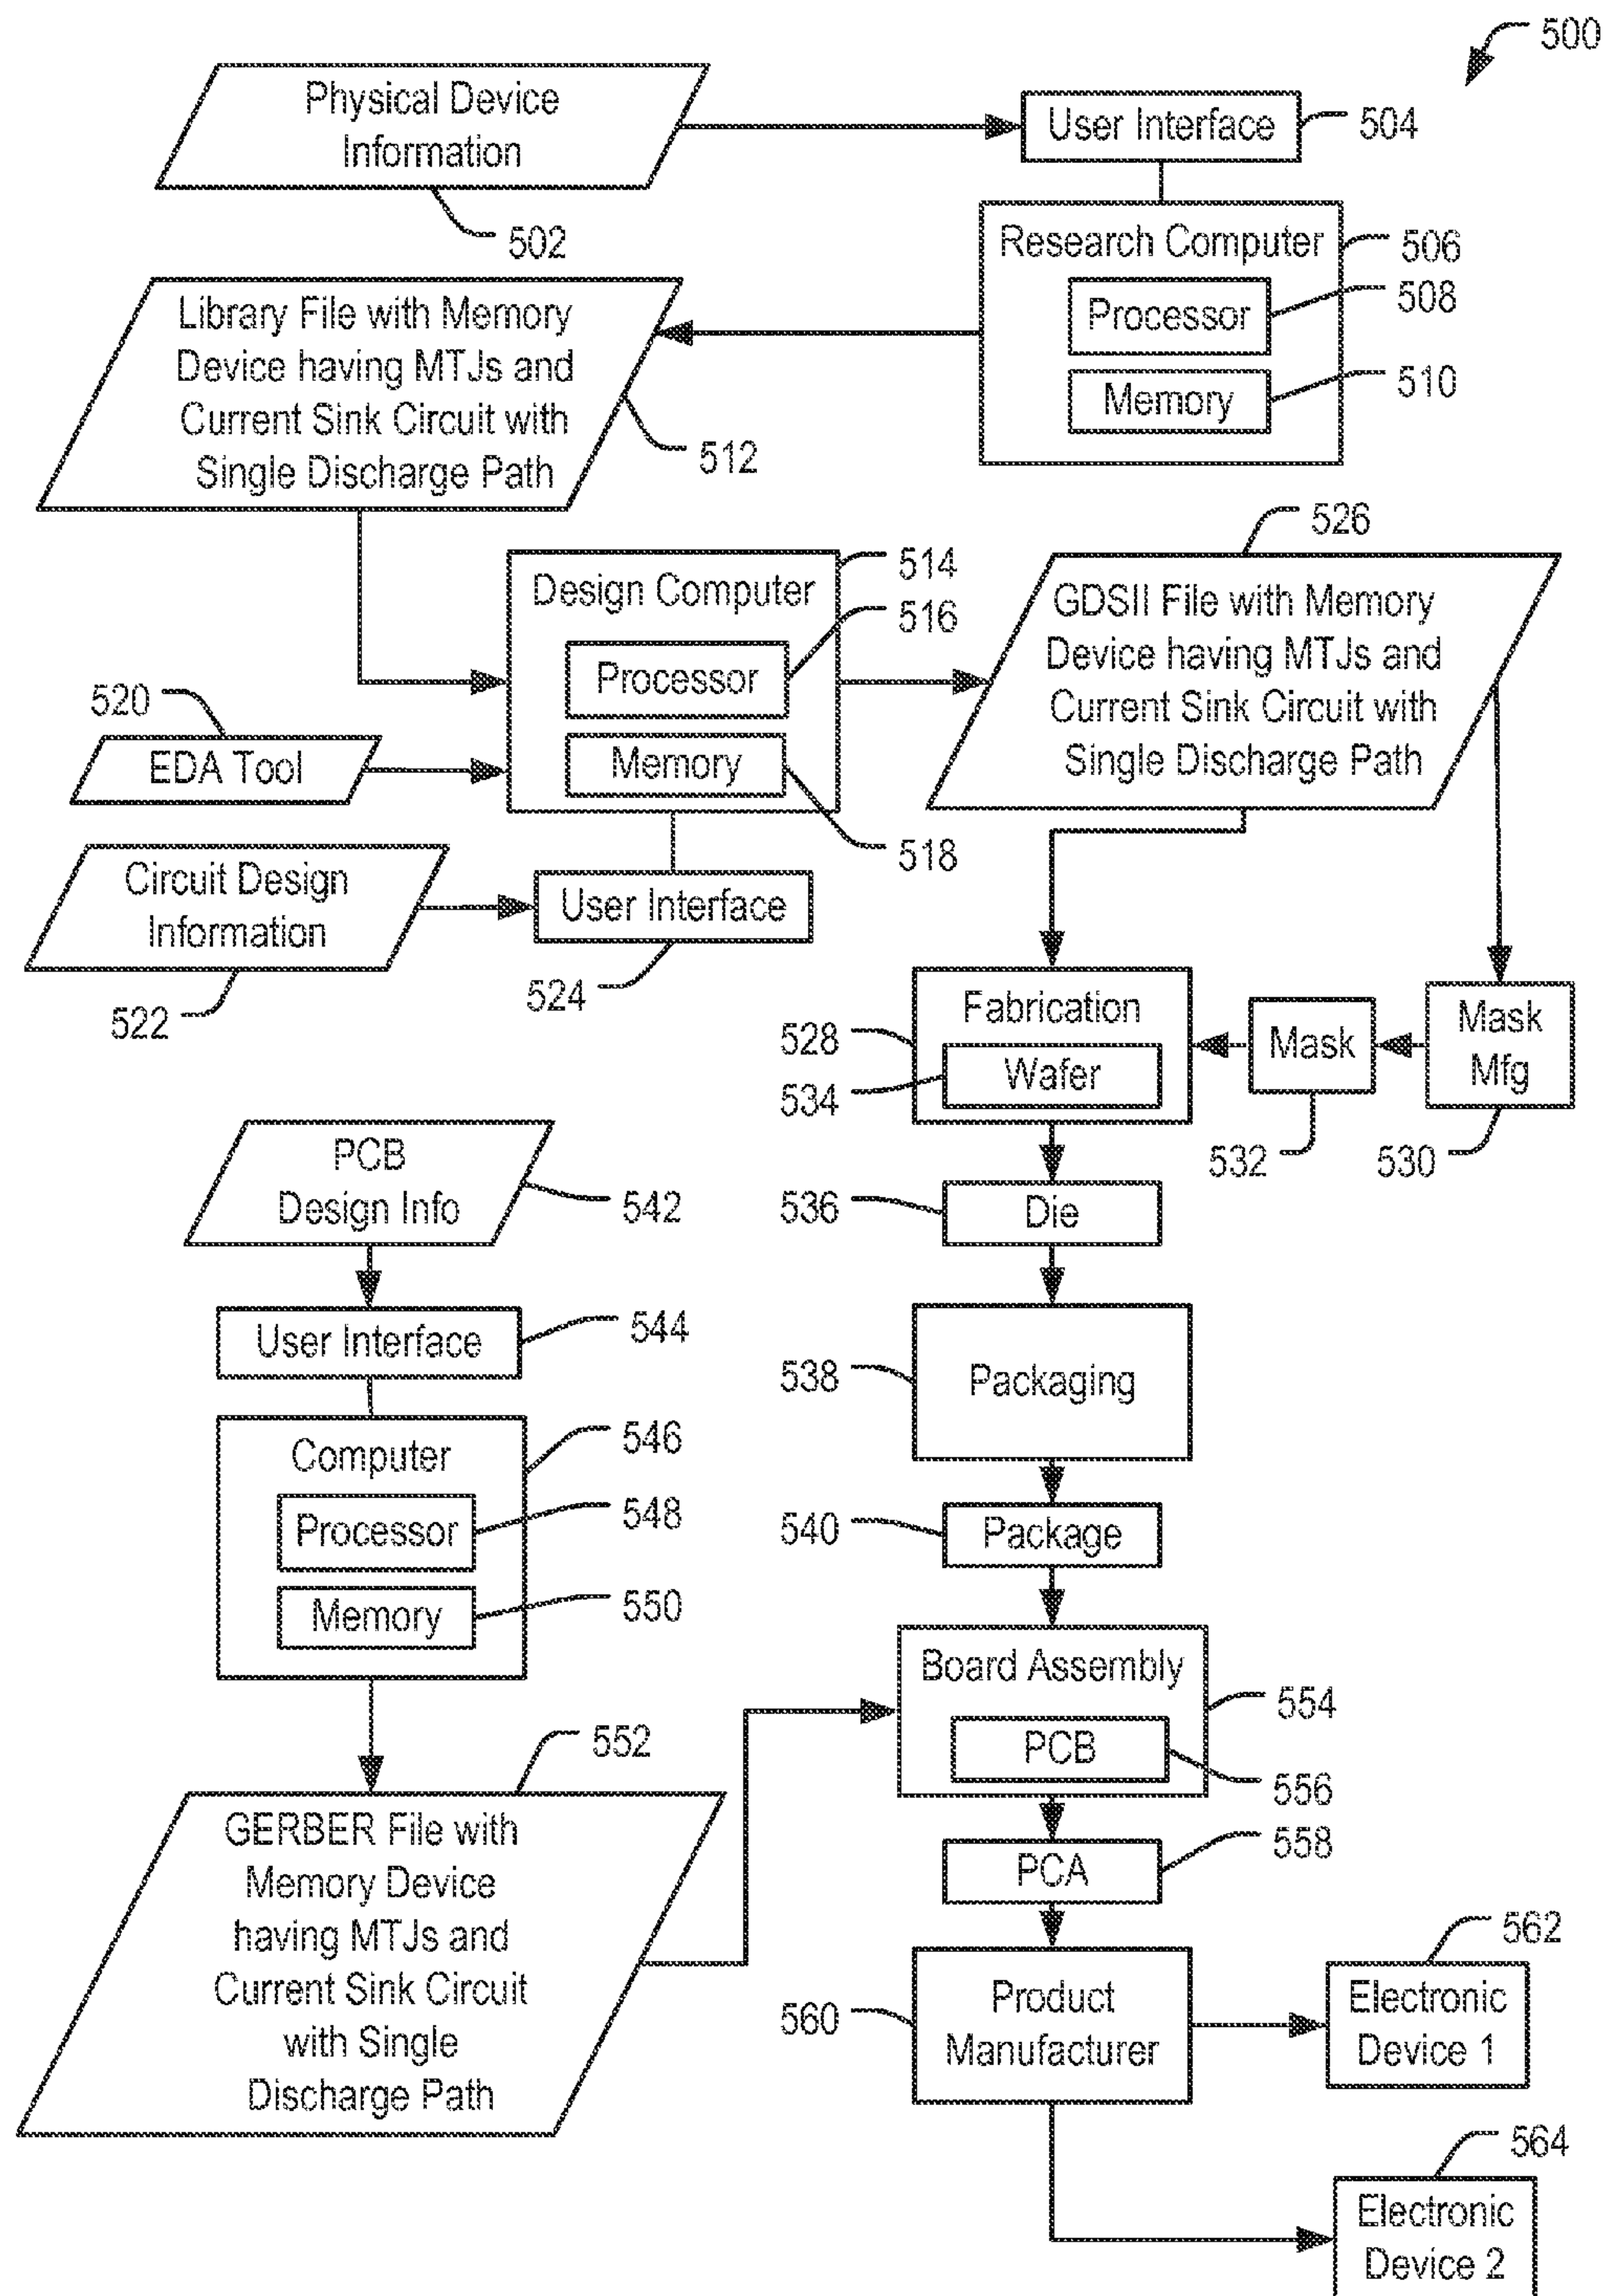 500
Physical Device
Information
502
User Interface
504
Research Computer
506
Processor
508
Memory
510
Library File with Memory
Device having MTJs and
Current Sink Circuit with
Single Discharge Path
512
Design Computer
514
Processor
516
Memory
518
520
EDA Tool
Circuit Design
Information
522
User Interface
524
526
GDSII File with Memory
Device having MTJs and
Current Sink Circuit with
Single Discharge Path
Fabrication
528
Wafer
534
Mask
532
Mask
Mfg
530
536
Die
538
Packaging
540
Package
PCB
Design Info
542
User Interface
544
Computer
546
Processor
548
Memory
550
552
GERBER File with
Memory Device
having MTJs and
Current Sink Circuit
with Single
Discharge Path
Board Assembly
554
PCB
556
PCA
558
560
Product
Manufacturer
562
Electronic
Device 1
564
Electronic
Device 2